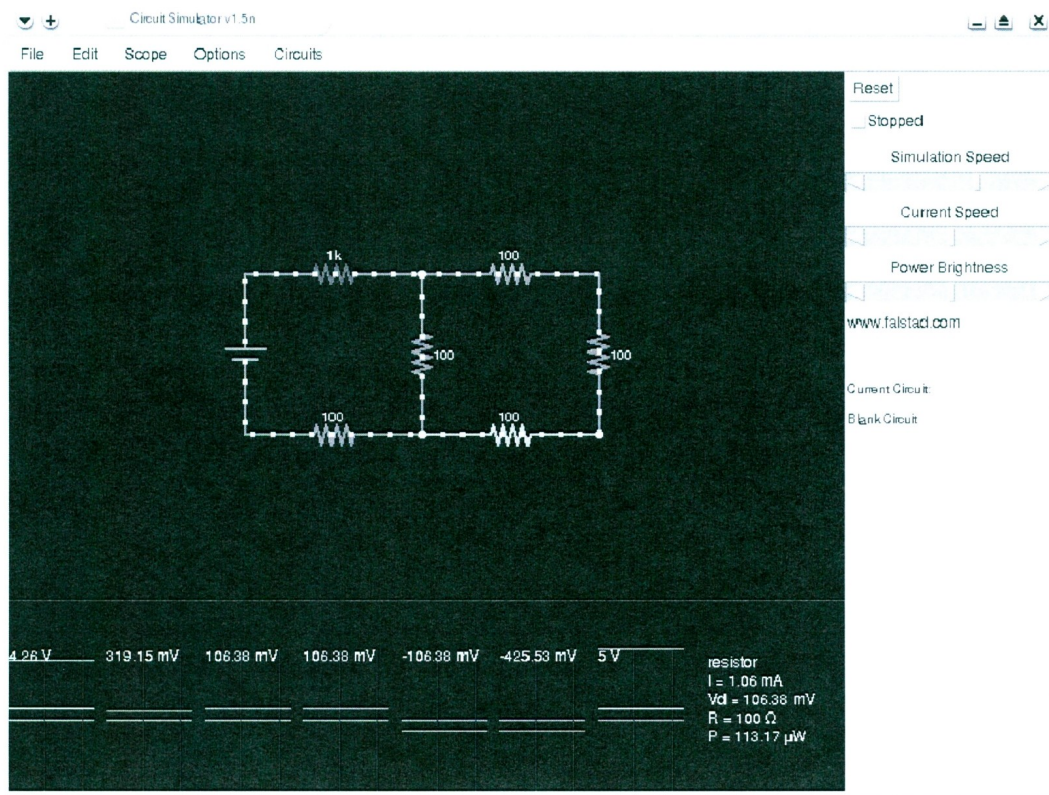 Circuit Simulator v1.5n
File Edit Scope Options Circuits
Reset
Stopped
Simulation Speed
Current Speed
Power Brightness
www.falstad.com
Current Circuit:
Blank Circuit
1k 100
100 100
100 100
4.26 V 319.15 mV 106.38 mV 106.38 mV -106.38 mV -425.53 mV 5 V
resistor
I = 1.06 mA
Vd = 106.38 mV
R = 100 Ω
P = 113.17 µW